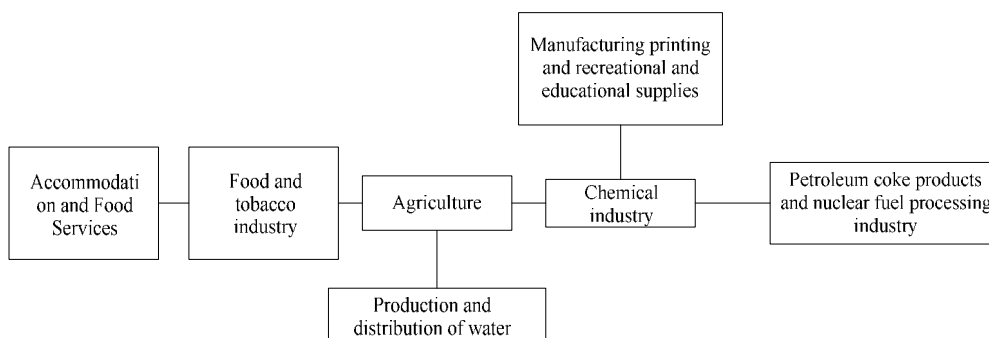 Manufacturing printing
and recreational and
educational supplies
Accommodati
on and Food
Services
Food and
tobacco
industry
Agriculture
Chemical
industry
Petroleum coke products
and nuclear fuel processing
industry
Production and
distribution of water